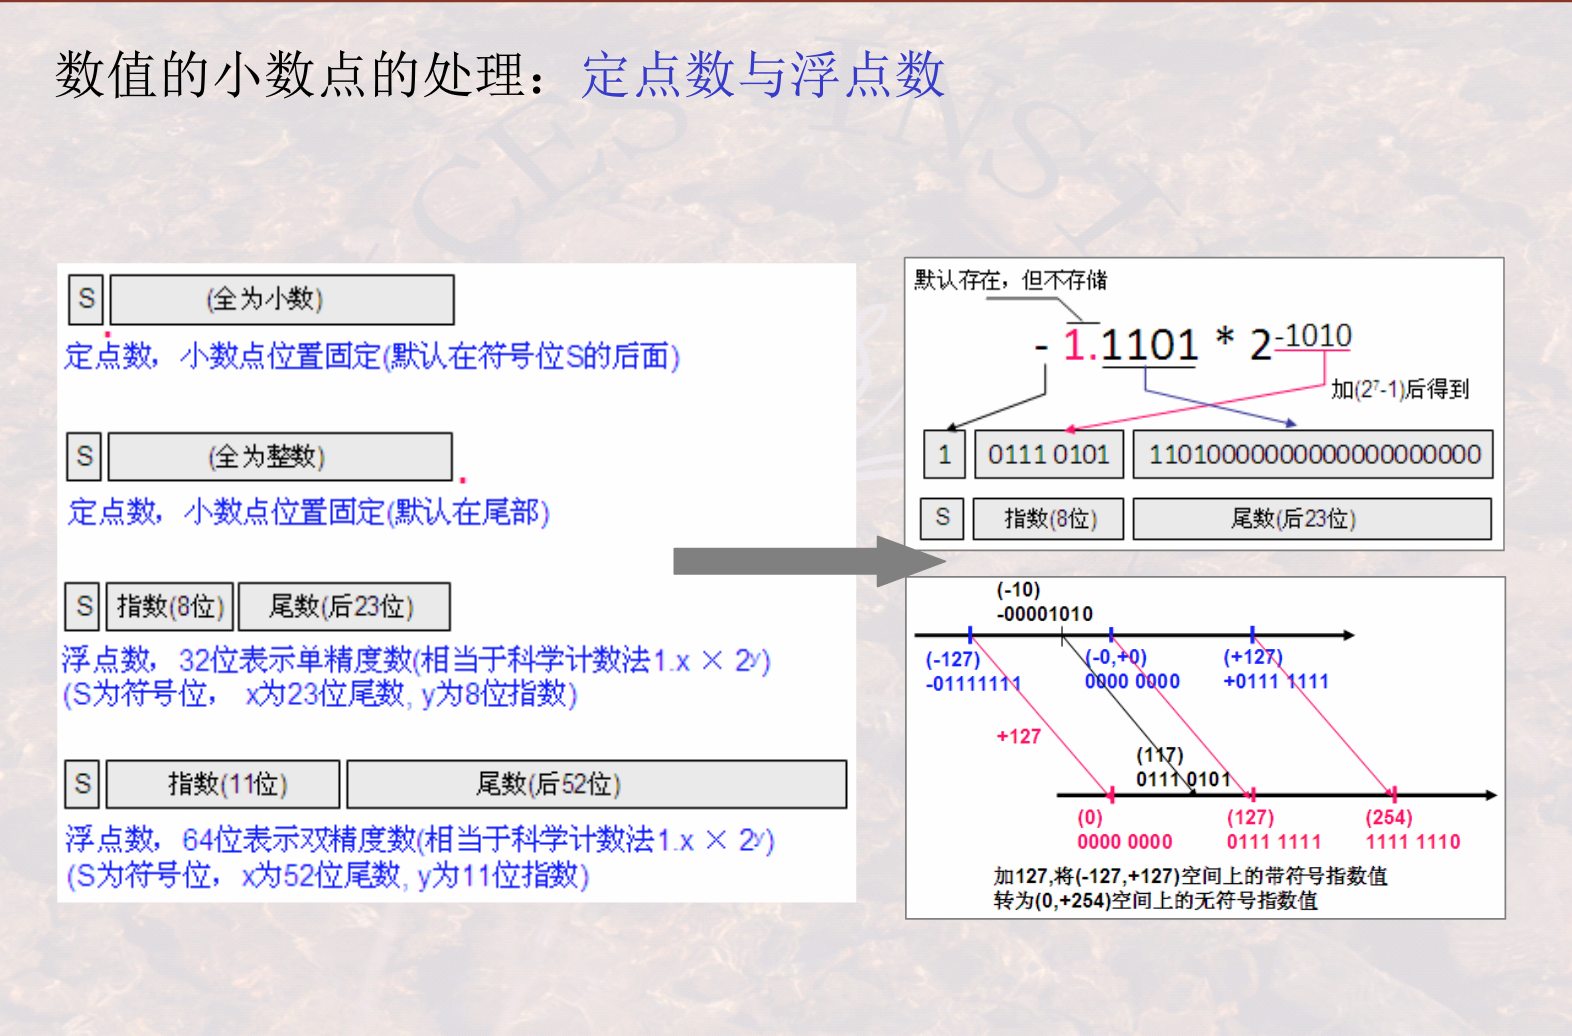 数值的小数点的处理：定点数与浮点数
S (全为小数)
定点数，小数点位置固定(默认在符号位S的后面)
S (全为整数)
定点数，小数点位置固定(默认在尾部)
S 指数(8位) 尾数(后23位)
浮点数，32位表示单精度数(相当于科学计数法1.x × 2ʸ)
(S为符号位， x为23位尾数, y为8位指数)
S 指数(11位) 尾数(后52位)
浮点数，64位表示双精度数(相当于科学计数法1.x × 2ʸ)
(S为符号位，x为52位尾数, y为11位指数)
默认存在，但不存储
- 1.1101 * 2⁻¹⁰¹⁰
加(2⁷-1)后得到
1 0111 0101 11010000000000000000000
S 指数(8位) 尾数(后23位)
(-10)
-00001010
(-127) (-0,+0) (+127)
-01111111 0000 0000 +0111 1111
+127
(117)
0111 0101
(0) (127) (254)
0000 0000 0111 1111 1111 1110
加127,将(-127,+127)空间上的带符号指数值
转为(0,+254)空间上的无符号指数值
CES INST